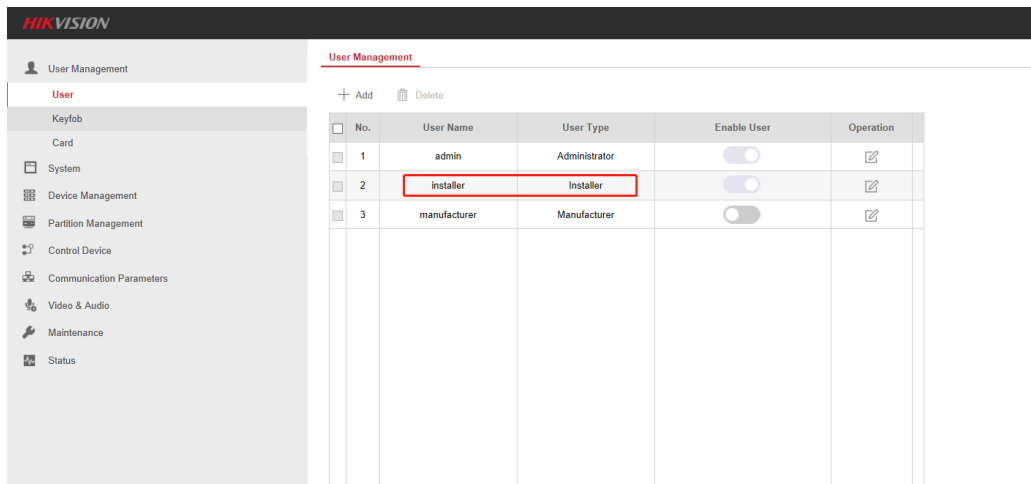 HIKVISION
User Management
User
Keyfob
Card
System
Device Management
Partition Management
Control Device
Communication Parameters
Video & Audio
Maintenance
Status
User Management
Add Delete
No. User Name User Type Enable User Operation
1 admin Administrator
2 installer Installer
3 manufacturer Manufacturer